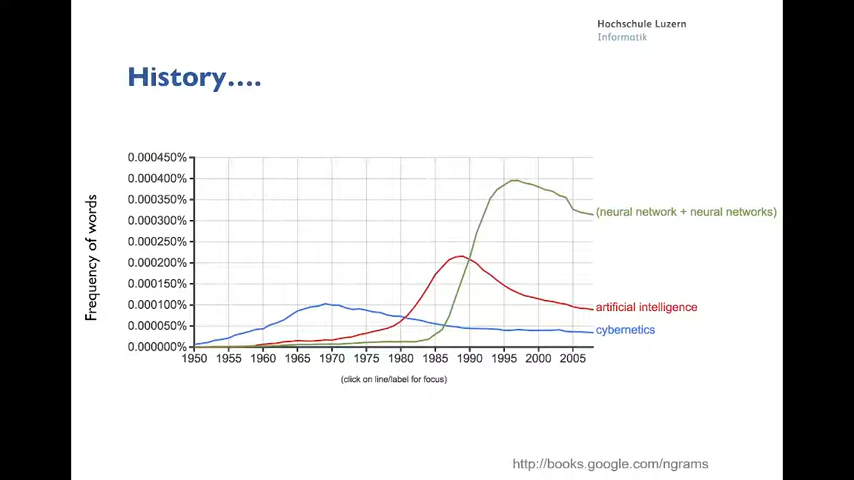 Hochschule Luzern
Informatik
History....
Frequency of words
0.000450%
0.000400%
0.000350%
0.000300%
0.000250%
0.000200%
0.000150%
0.000100%
0.000050%
0.000000%
1950 1955 1960 1965 1970 1975 1980 1985 1990 1995 2000 2005
(neural network + neural networks)
artificial intelligence
cybernetics
(click on line/label for focus)
http://books.google.com/ngrams